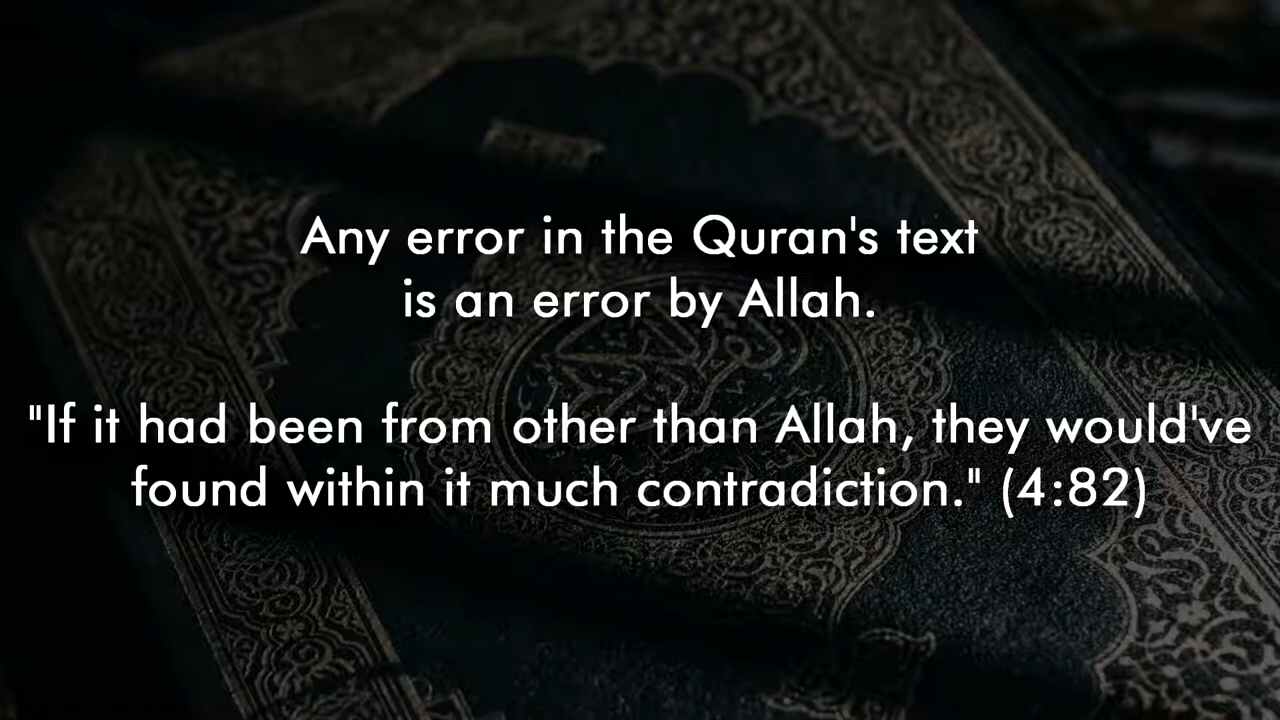 Any error in the Quran's text
is an error by Allah.
"If it had been from other than Allah, they would've
found within it much contradiction." (4:82)